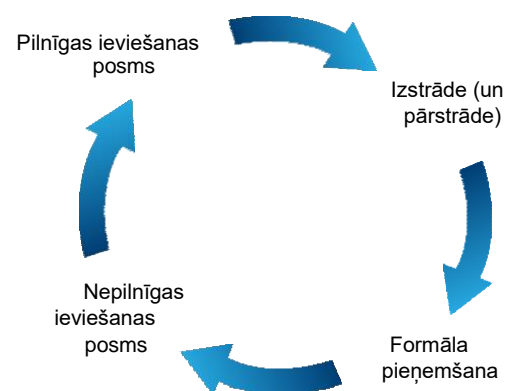 Pilnīgas ieviešanas
posms
Izstrāde (un
pārstrāde)
Formāla
pieņemšana
Nepilnīgas
ieviešanas
posms